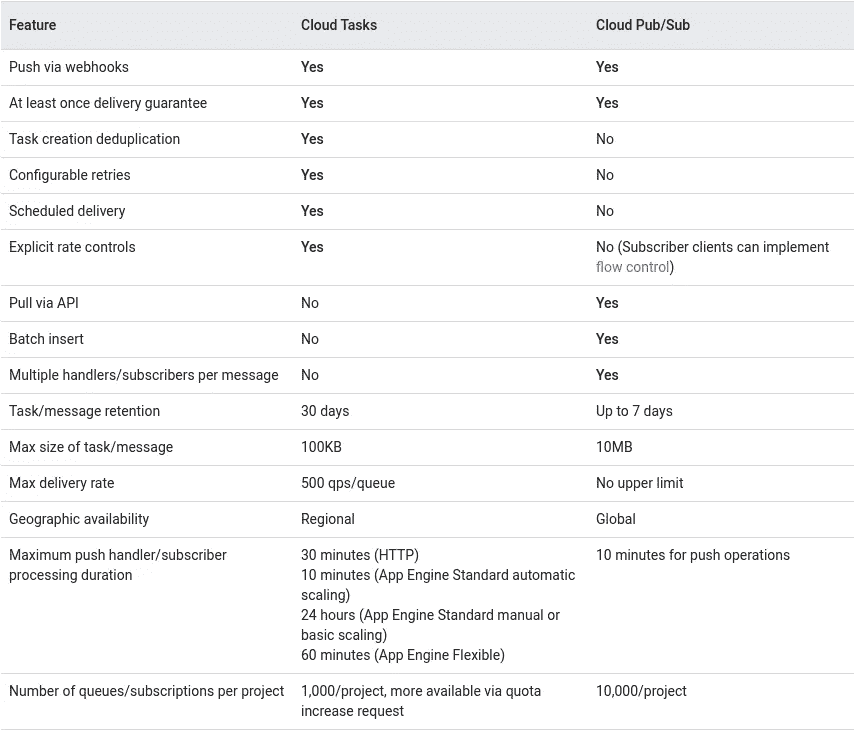 Feature Cloud Tasks Cloud Pub/Sub
Push via webhooks Yes Yes
At least once delivery guarantee Yes Yes
Task creation deduplication Yes No
Configurable retries Yes No
Scheduled delivery Yes No
Explicit rate controls Yes No (Subscriber clients can implement
flow control)
Pull via API No Yes
Batch insert No Yes
Multiple handlers/subscribers per message No Yes
Task/message retention 30 days Up to 7 days
Max size of task/message 100KB 10MB
Max delivery rate 500 qps/queue No upper limit
Geographic availability Regional Global
Maximum push handler/subscriber
processing duration
30 minutes (HTTP)
10 minutes (App Engine Standard automatic
scaling)
24 hours (App Engine Standard manual or
basic scaling)
60 minutes (App Engine Flexible)
10 minutes for push operations
Number of queues/subscriptions per project
1,000/project, more available via quota
increase request
10,000/project